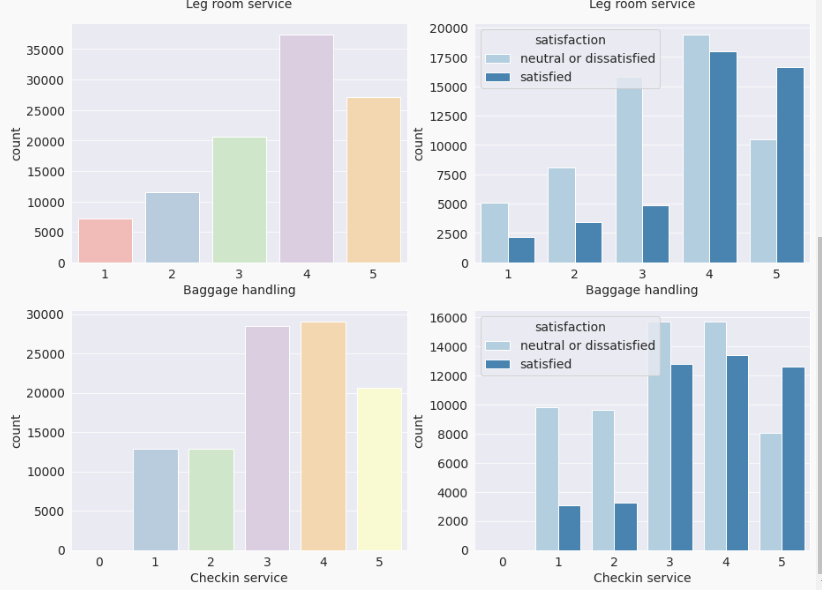 Leg room service
Leg room service
35000
30000
25000
20000
15000
10000
5000
0
count
1 2 3 4 5
Baggage handling
20000
17500
15000
12500
10000
7500
5000
2500
0
count
satisfaction
neutral or dissatisfied
satisfied
1 2 3 4 5
Baggage handling
30000
25000
20000
15000
10000
5000
0
count
0 1 2 3 4 5
Checkin service
16000
14000
12000
10000
8000
6000
4000
2000
0
count
satisfaction
neutral or dissatisfied
satisfied
0 1 2 3 4 5
Checkin service